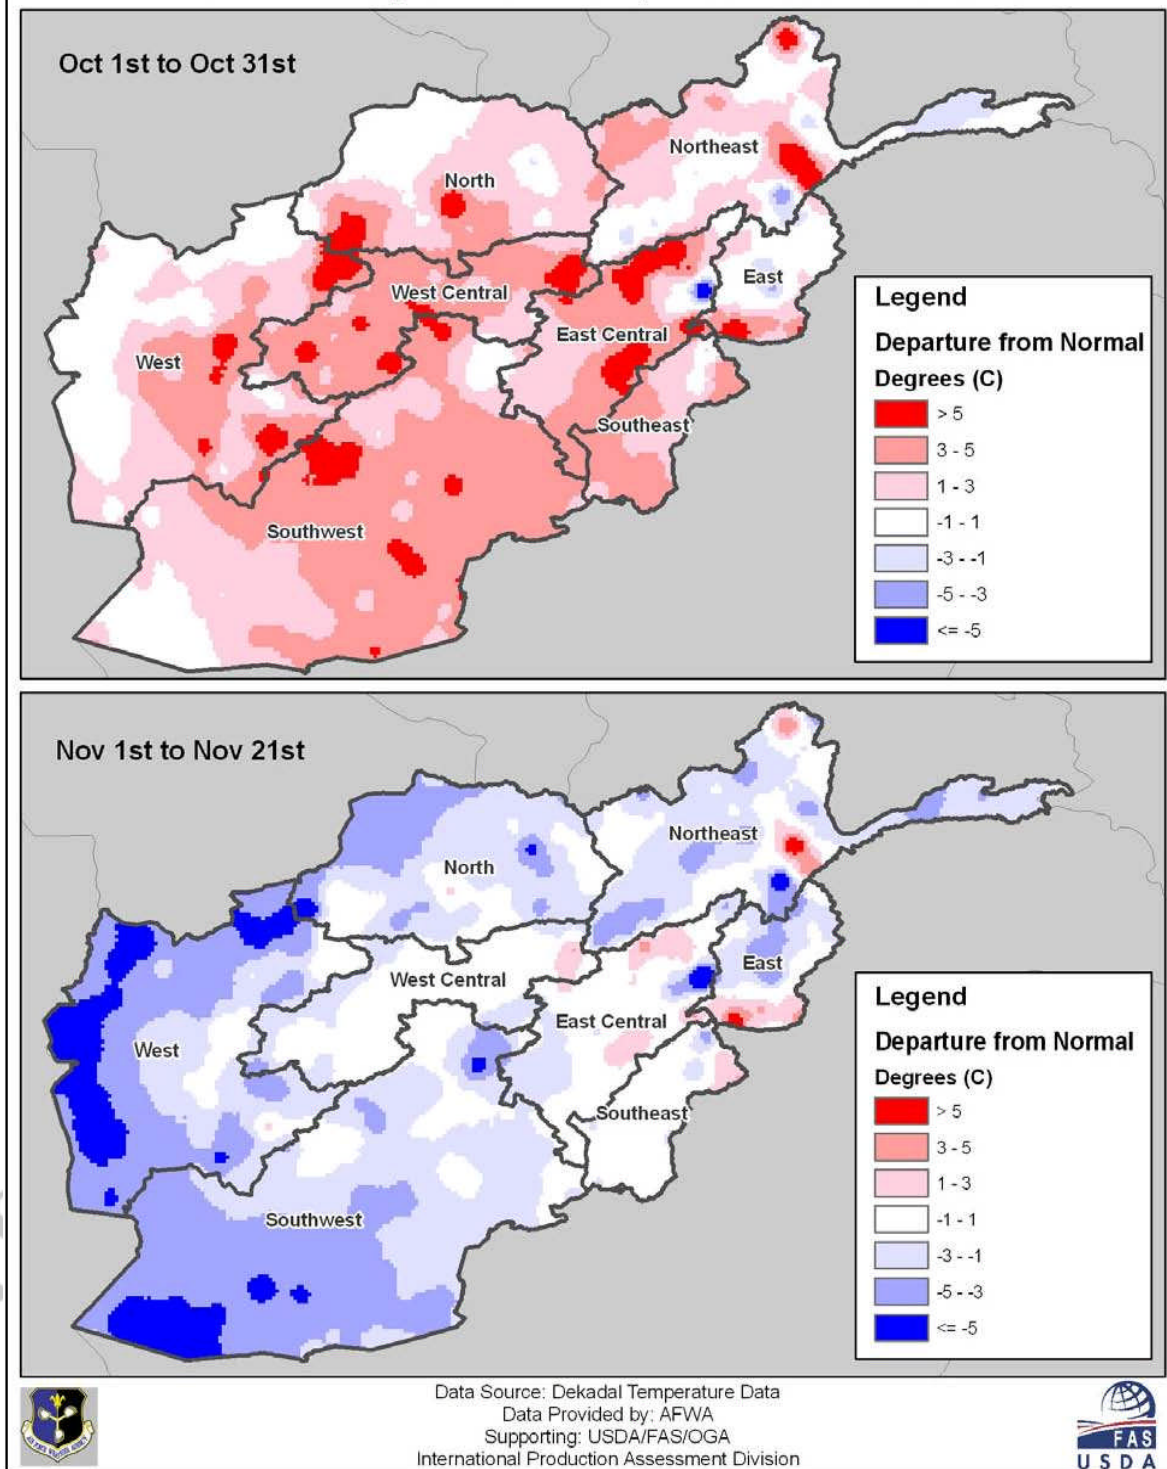 Oct 1st to Oct 31st
Northeast
North
East
West Central
East Central
West
Southeast
Southwest
Legend
Departure from Normal
Degrees (C)
> 5
3 - 5
1 - 3
-1 - 1
-3 - -1
-5 - -3
<= -5
Nov 1st to Nov 21st
Northeast
North
East
West Central
East Central
West
Southeast
Southwest
Legend
Departure from Normal
Degrees (C)
> 5
3 - 5
1 - 3
-1 - 1
-3 - -1
-5 - -3
<= -5
Data Source: Dekadal Temperature Data
Data Provided by: AFWA
Supporting: USDA/FAS/OGA
International Production Assessment Division
FAS
USDA